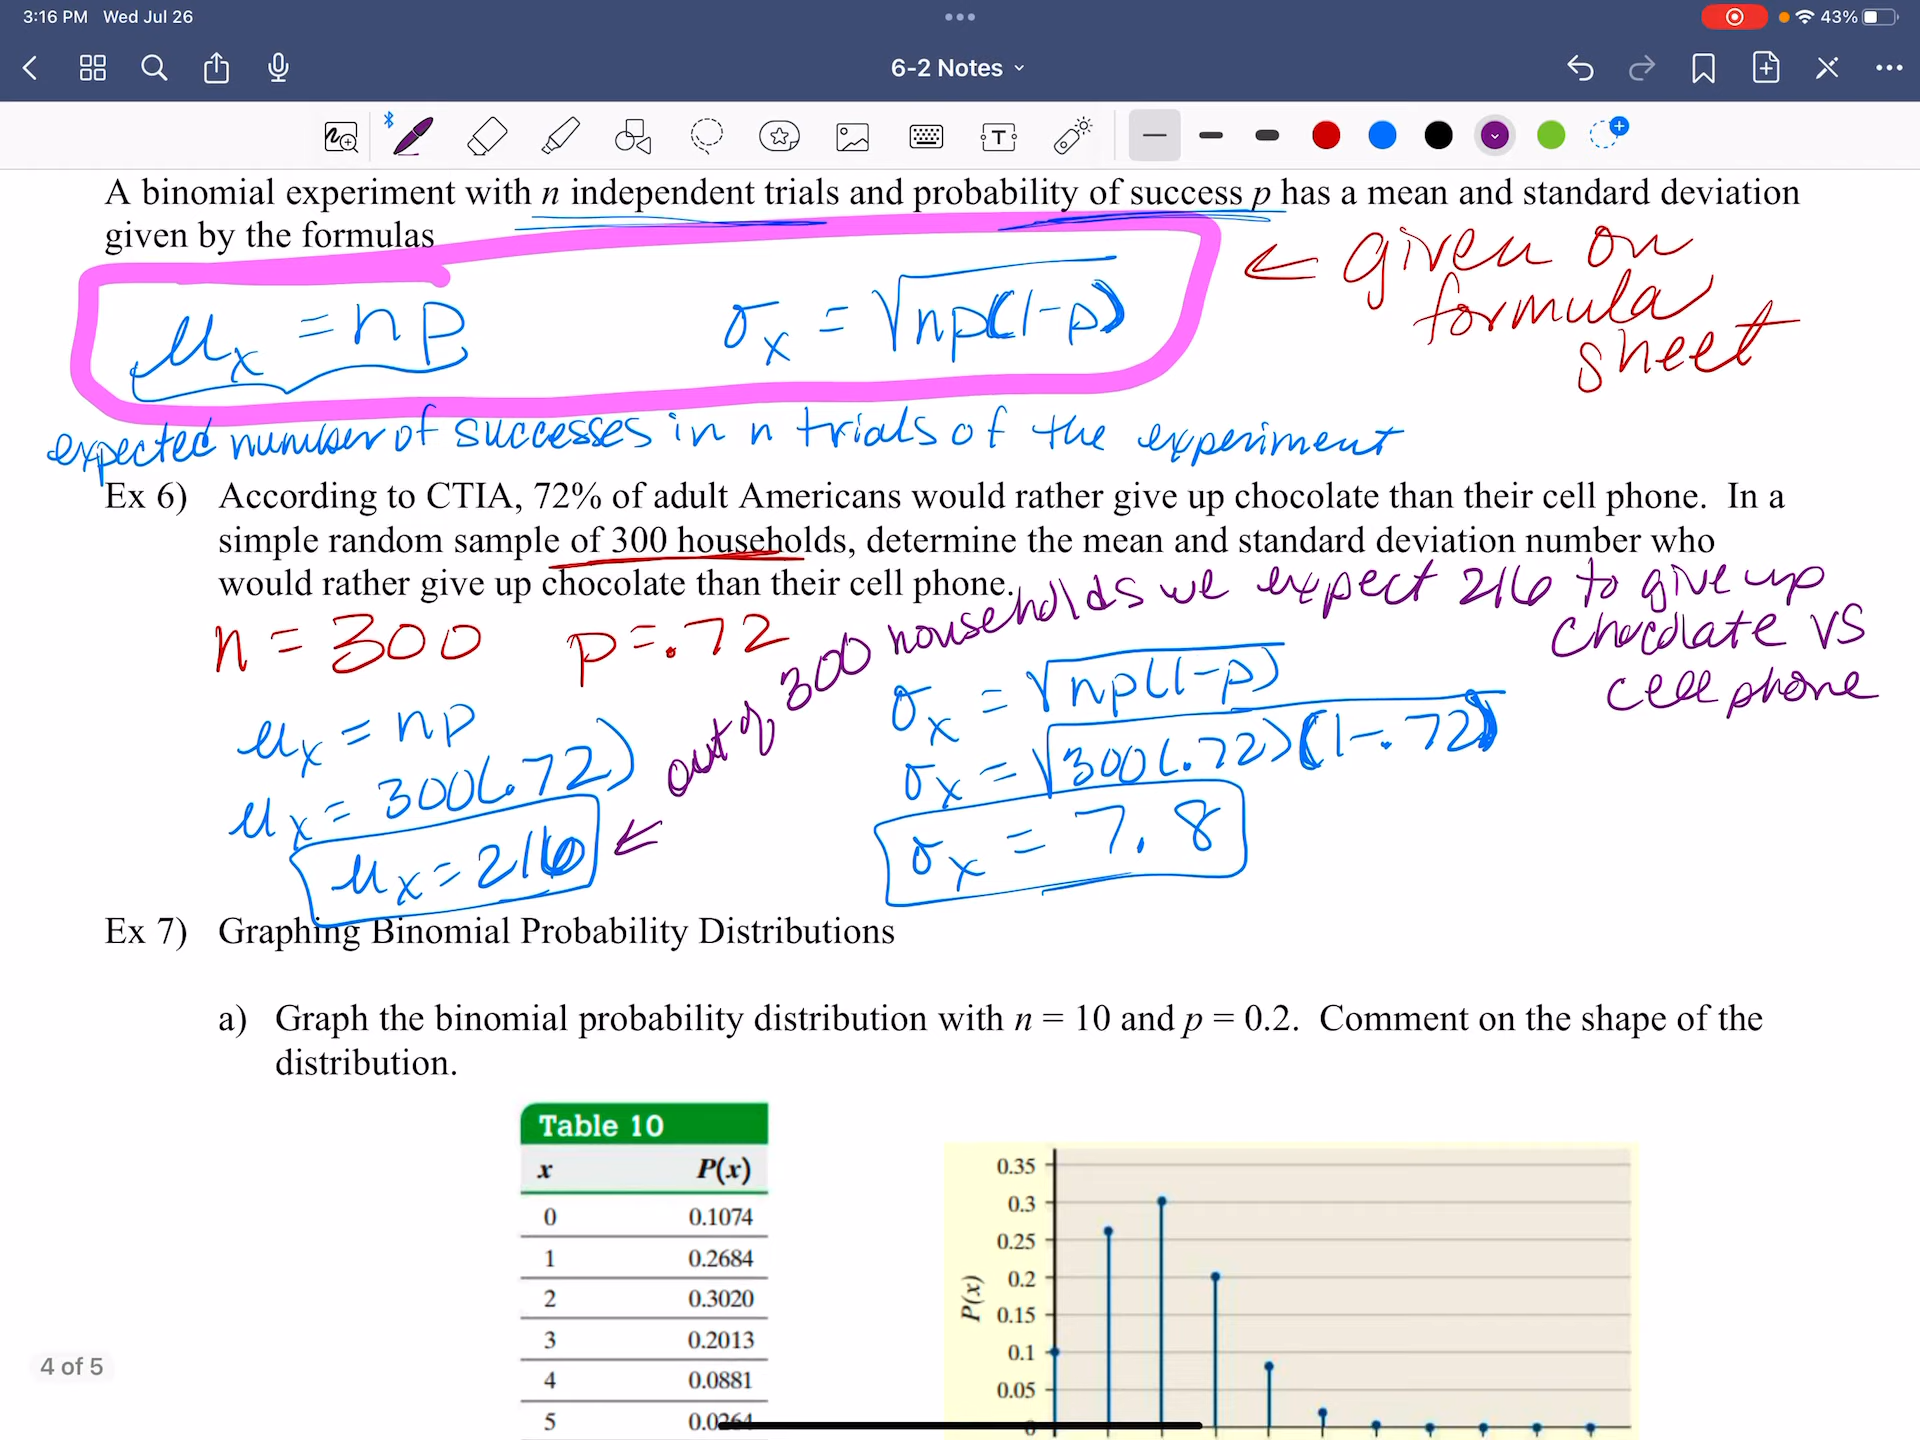 3:16 PM Wed Jul 26
43%
6-2 Notes
A binomial experiment with n independent trials and probability of success p has a mean and standard deviation
given by the formulas
← given on
formula
sheet
μx = np
σx = √np(1-p)
expected number of successes in n trials of the experiment
Ex 6) According to CTIA, 72% of adult Americans would rather give up chocolate than their cell phone. In a
simple random sample of 300 households, determine the mean and standard deviation number who
would rather give up chocolate than their cell phone.
n = 300 p = .72
out of 300 households we expect 216 to give up
chocolate vs
cell phone
μx = np
μx = 300(.72)
μx = 216 ←
σx = √np(1-p)
σx = √300(.72)(1-.72)
σx = 7.8
Ex 7) Graphing Binomial Probability Distributions
a) Graph the binomial probability distribution with n = 10 and p = 0.2. Comment on the shape of the
distribution.
Table 10
x P(x)
0 0.1074
1 0.2684
2 0.3020
3 0.2013
4 0.0881
5 0.0264
P(x)
0.35
0.3
0.25
0.2
0.15
0.1
0.05
0
4 of 5